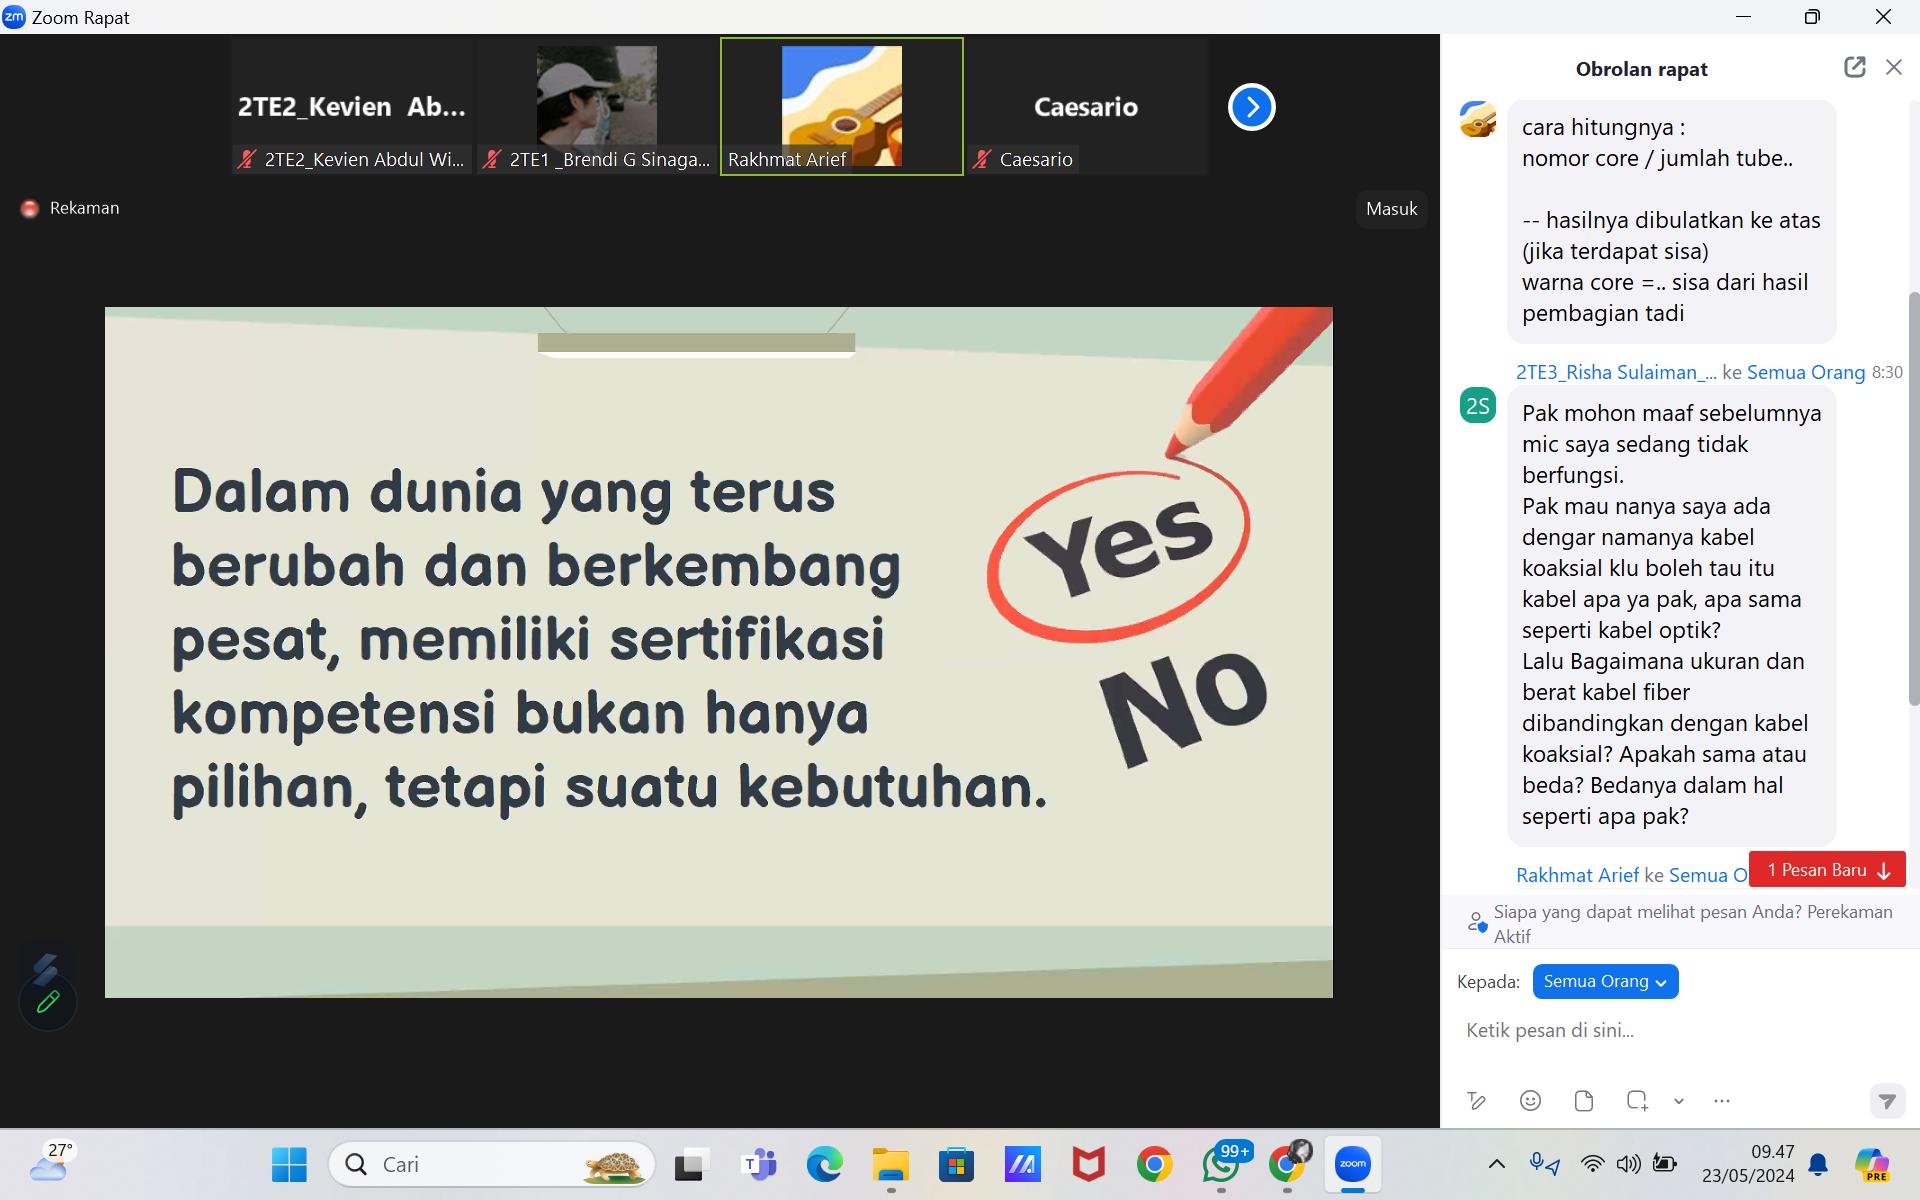 Zoom Rapat
2TE2_Kevien Ab...
Caesario
2TE2_Kevien Abdul Wi...
2TE1 _Brendi G Sinaga...
Rakhmat Arief
Caesario
Rekaman
Masuk
Dalam dunia yang terus
berubah dan berkembang
pesat, memiliki sertifikasi
kompetensi bukan hanya
pilihan, tetapi suatu kebutuhan.
Yes
No
Obrolan rapat
cara hitungnya :
nomor core / jumlah tube..
-- hasilnya dibulatkan ke atas
(jika terdapat sisa)
warna core =.. sisa dari hasil
pembagian tadi
2TE3_Risha Sulaiman_... ke Semua Orang 8:30
2S
Pak mohon maaf sebelumnya
mic saya sedang tidak
berfungsi.
Pak mau nanya saya ada
dengar namanya kabel
koaksial klu boleh tau itu
kabel apa ya pak, apa sama
seperti kabel optik?
Lalu Bagaimana ukuran dan
berat kabel fiber
dibandingkan dengan kabel
koaksial? Apakah sama atau
beda? Bedanya dalam hal
seperti apa pak?
Rakhmat Arief ke Semua O
1 Pesan Baru
Siapa yang dapat melihat pesan Anda? Perekaman
Aktif
Kepada: Semua Orang
Ketik pesan di sini...
27°
Cari
99+
zoom
09.47
23/05/2024
PRE